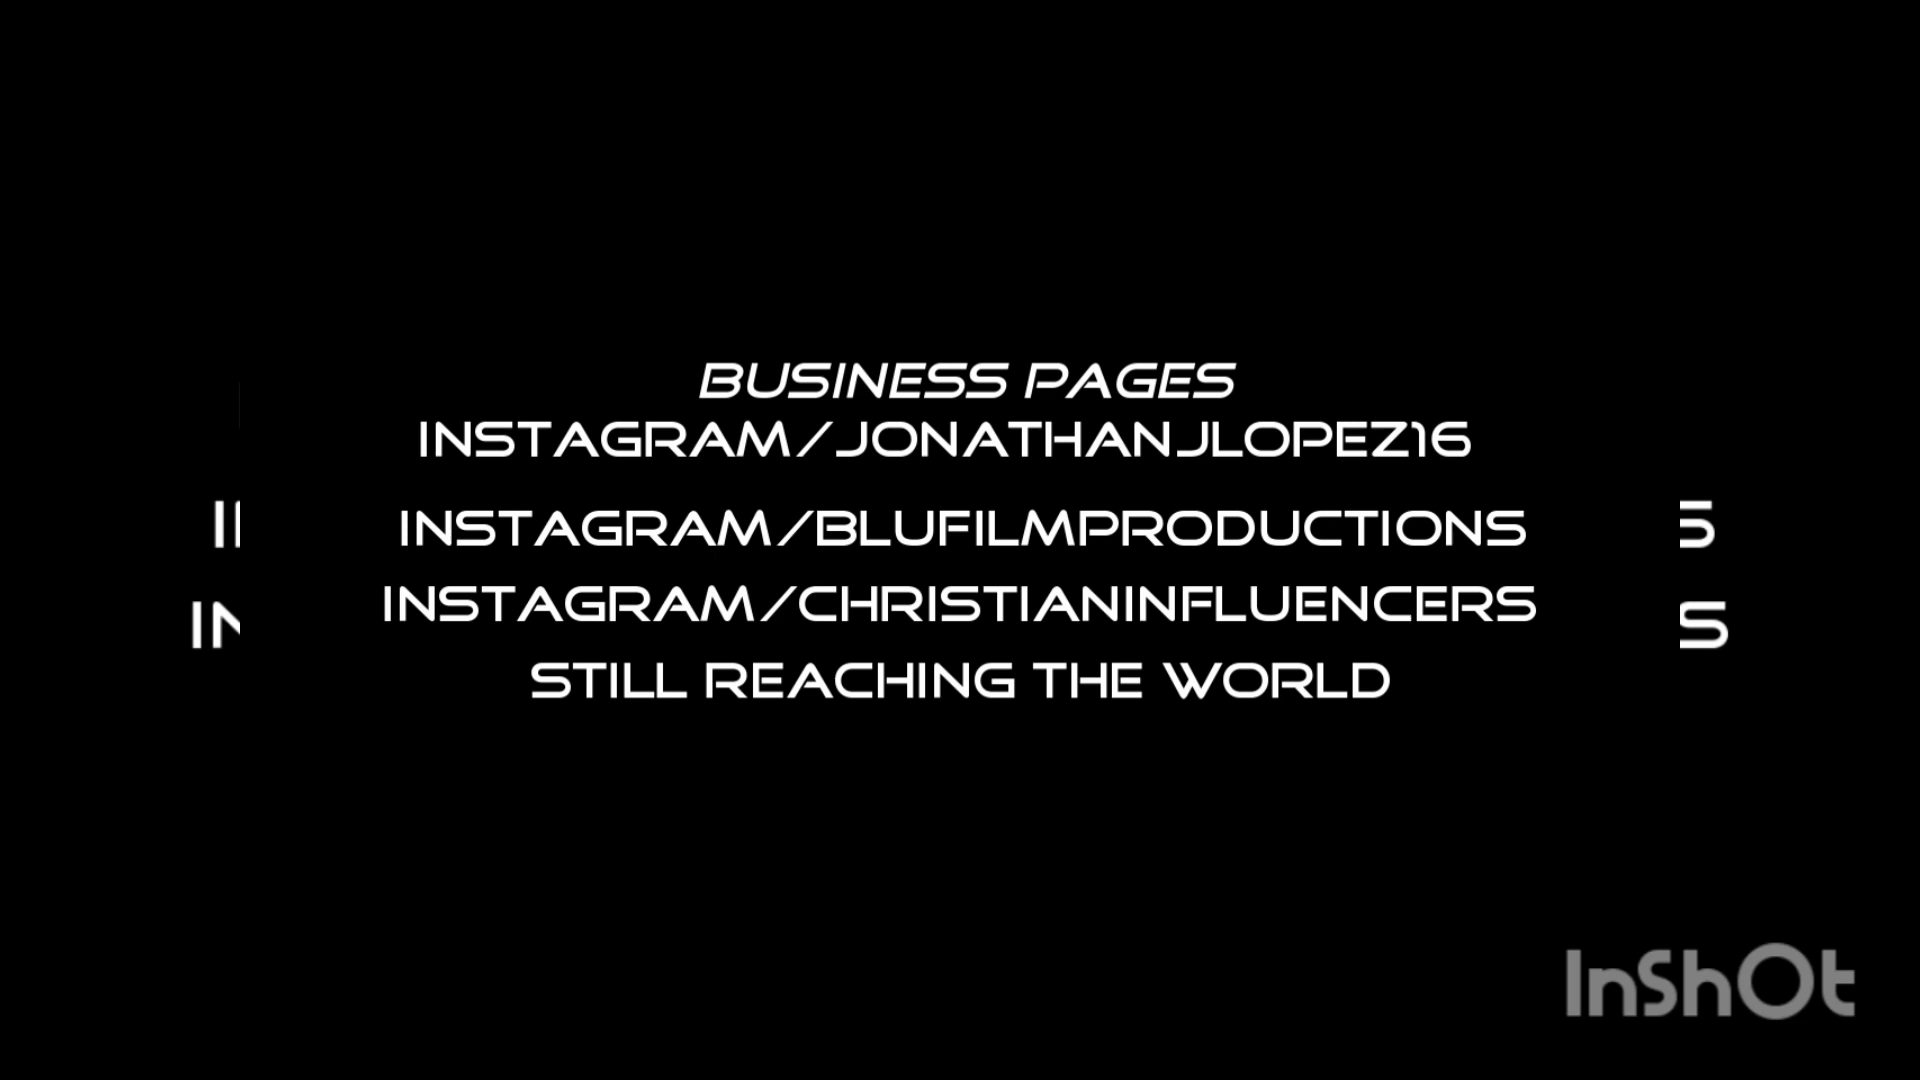 BUSINESS PAGES
INSTAGRAM/JONATHANJLOPEZ16
INSTAGRAM/BLUFILMPRODUCTIONS
INSTAGRAM/CHRISTIANINFLUENCERS
STILL REACHING THE WORLD
InShOt